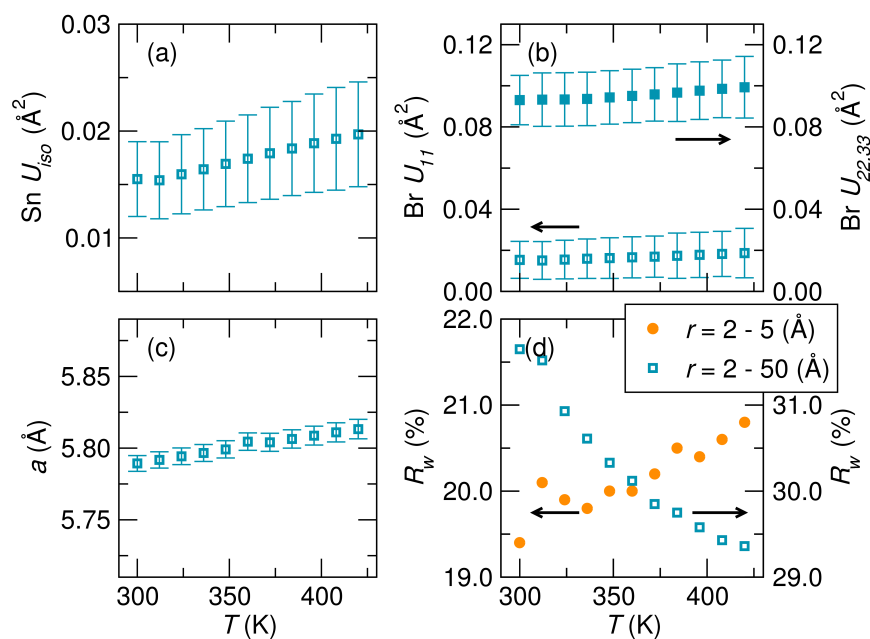 0.03
0.02
0.01
Sn U_iso (Å²)
(a)
0.12
0.08
0.04
0.00
Br U_11 (Å²)
(b)
0.12
0.08
0.04
0.00
Br U_22,33 (Å²)
5.85
5.80
5.75
a (Å)
(c)
300 350 400
T (K)
22.0
21.0
20.0
19.0
R_w (%)
(d)
r = 2 - 5 (Å)
r = 2 - 50 (Å)
31.0
30.0
29.0
R_w (%)
300 350 400
T (K)